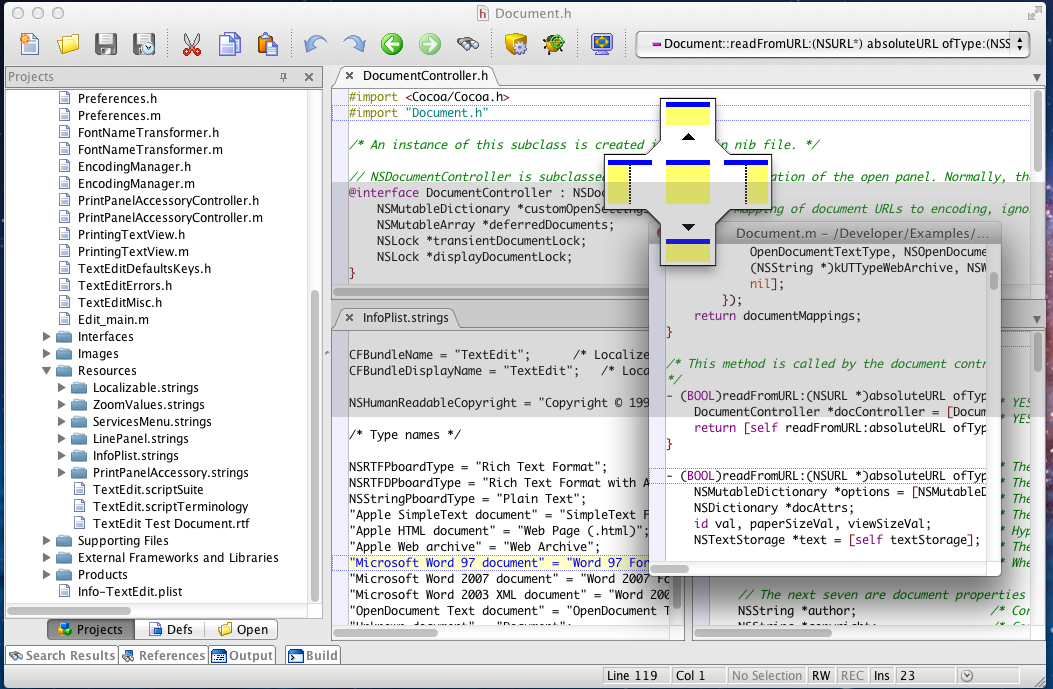 Document.h
Document::readFromURL:(NSURL*) absoluteURL ofType:(NSS
Projects
Preferences.h
Preferences.m
FontNameTransformer.h
FontNameTransformer.m
EncodingManager.h
EncodingManager.m
PrintPanelAccessoryController.h
PrintPanelAccessoryController.m
PrintingTextView.h
PrintingTextView.m
TextEditDefaultsKeys.h
TextEditErrors.h
TextEditMisc.h
Edit_main.m
Interfaces
Images
Resources
Localizable.strings
ZoomValues.strings
ServicesMenu.strings
LinePanel.strings
InfoPlist.strings
PrintPanelAccessory.strings
TextEdit.scriptSuite
TextEdit.scriptTerminology
TextEdit Test Document.rtf
Supporting Files
External Frameworks and Libraries
Products
Info-TextEdit.plist
Projects Defs Open
DocumentController.h
#import <Cocoa/Cocoa.h>
#import "Document.h"
/* An instance of this subclass is created i in nib file. */
// NSDocumentController is subclasse ation of the open panel. Normally, the
@interface DocumentController : NSDo
NSMutableDictionary *customOpenSettings apping of document URLs to encoding, igno
NSMutableArray *deferredDocuments;
NSLock *transientDocumentLock;
NSLock *displayDocumentLock;
}
InfoPlist.strings
CFBundleName = "TextEdit"; /* Localize
CFBundleDisplayName = "TextEdit"; /* Loca
NSHumanReadableCopyright = "Copyright © 199
/* Type names */
NSRTFPboardType = "Rich Text Format";
NSRTFDPboardType = "Rich Text Format with A
NSStringPboardType = "Plain Text";
"Apple SimpleText document" = "SimpleText F
"Apple HTML document" = "Web Page (.html)";
"Apple Web archive" = "Web Archive";
"Microsoft Word 97 document" = "Word 97 For
"Microsoft Word 2007 document" = "Word 2007 Fo
"Microsoft Word 2003 XML document" = "Word 200
"OpenDocument Text document" = "OpenDocument T
"Unknown document" = "Document";
Document.m – /Developer/Examples/...
OpenDocumentTextType, NSOpenDocume
(NSString *)kUTTypeWebArchive, NSW
nil];
});
return documentMappings;
}
/* This method is called by the document contr
*/
- (BOOL)readFromURL:(NSURL *)absoluteURL ofTyp
DocumentController *docController = [Docum
return [self readFromURL:absoluteURL ofTyp
}
- (BOOL)readFromURL:(NSURL *)absoluteURL ofTyp
NSMutableDictionary *options = [NSMutableD
NSDictionary *docAttrs;
id val, paperSizeVal, viewSizeVal;
NSTextStorage *text = [self textStorage];
* YES
* YES
* The
* The
* The
* The
* Hyp
* The
* Whe
// The next seven are document properties
NSString *author; /* Cor
NSString *copyright; /* Cor
Search Results References Output Build
Line 119 Col 1 No Selection RW REC Ins 23